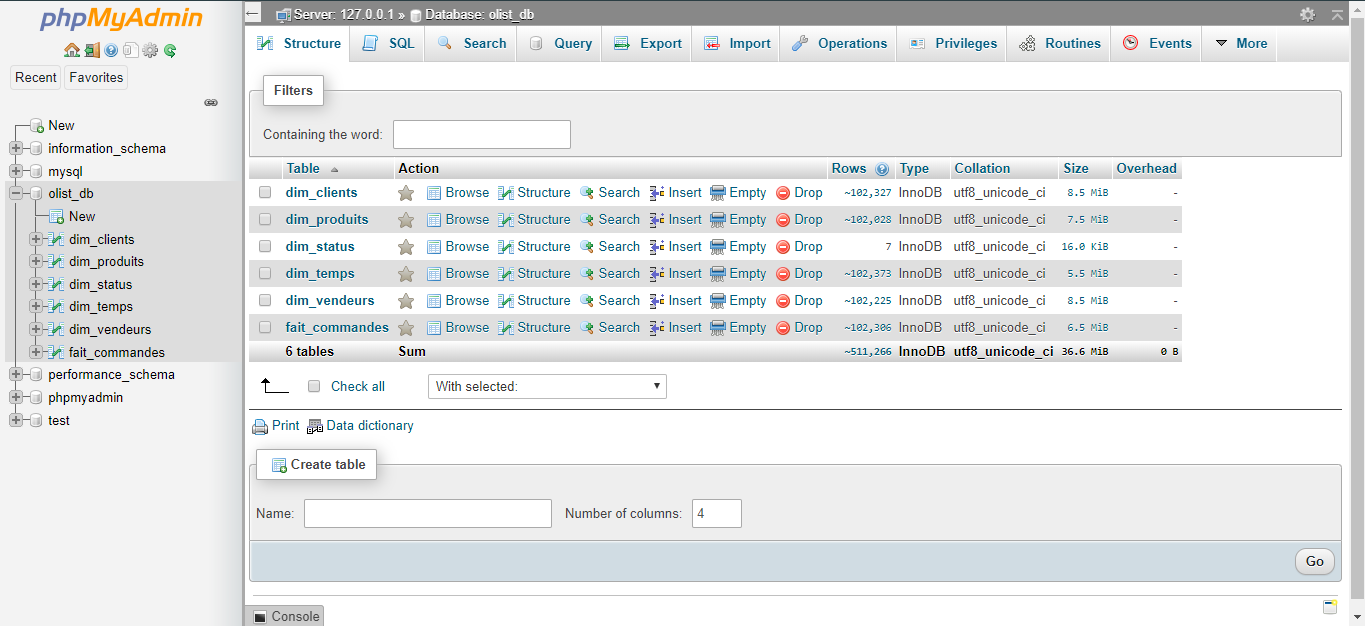 phpMyAdmin
Recent Favorites
New
information_schema
mysql
olist_db
New
dim_clients
dim_produits
dim_status
dim_temps
dim_vendeurs
fait_commandes
performance_schema
phpmyadmin
test
Server: 127.0.0.1 » Database: olist_db
Structure SQL Search Query Export Import Operations Privileges Routines Events More
Filters
Containing the word:
Table Action Rows Type Collation Size Overhead
dim_clients Browse Structure Search Insert Empty Drop ~102,327 InnoDB utf8_unicode_ci 8.5 MiB -
dim_produits Browse Structure Search Insert Empty Drop ~102,028 InnoDB utf8_unicode_ci 7.5 MiB -
dim_status Browse Structure Search Insert Empty Drop 7 InnoDB utf8_unicode_ci 16.0 KiB -
dim_temps Browse Structure Search Insert Empty Drop ~102,373 InnoDB utf8_unicode_ci 5.5 MiB -
dim_vendeurs Browse Structure Search Insert Empty Drop ~102,225 InnoDB utf8_unicode_ci 8.5 MiB -
fait_commandes Browse Structure Search Insert Empty Drop ~102,306 InnoDB utf8_unicode_ci 6.5 MiB -
6 tables Sum ~511,266 InnoDB utf8_unicode_ci 36.6 MiB 0 B
Check all With selected:
Print Data dictionary
Create table
Name: Number of columns: 4
Go
Console